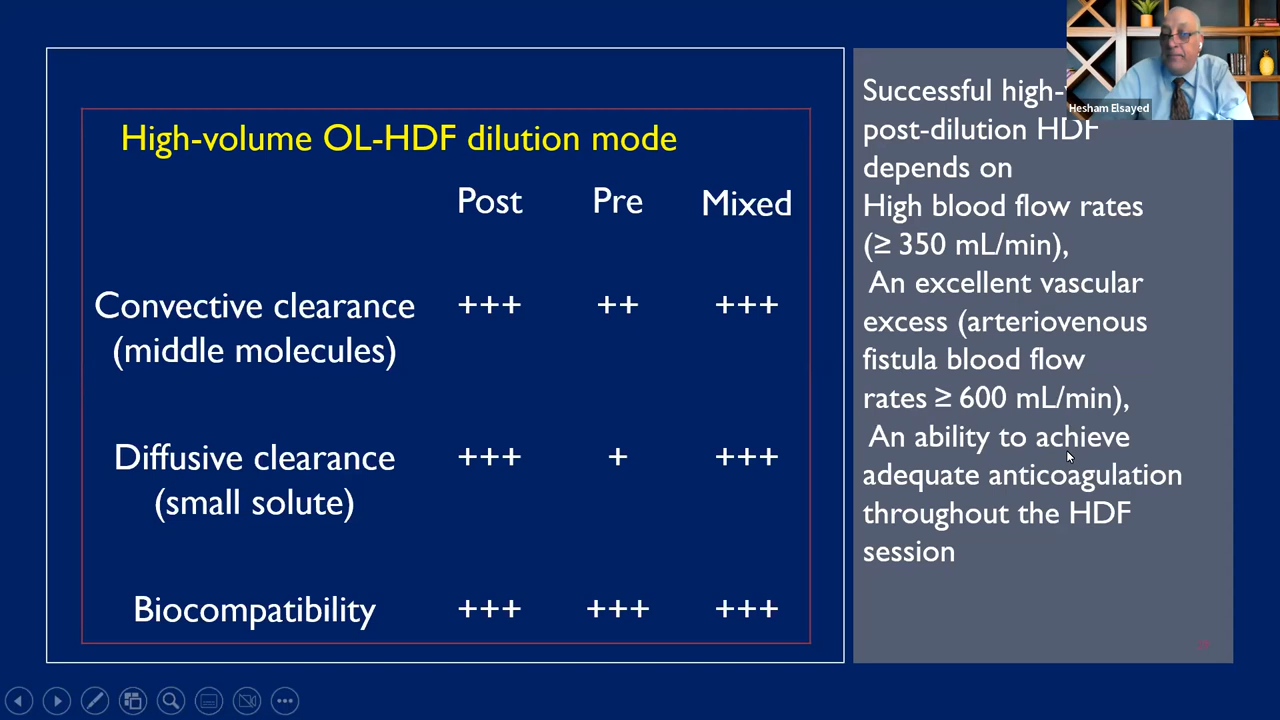 High-volume OL-HDF dilution mode
Post Pre Mixed
Convective clearance +++ ++ +++
(middle molecules)
Diffusive clearance +++ + +++
(small solute)
Biocompatibility +++ +++ +++
Successful high-
post-dilution HDF
depends on
High blood flow rates
(≥ 350 mL/min),
An excellent vascular
excess (arteriovenous
fistula blood flow
rates ≥ 600 mL/min),
An ability to achieve
adequate anticoagulation
throughout the HDF
session
Hesham Elsayed